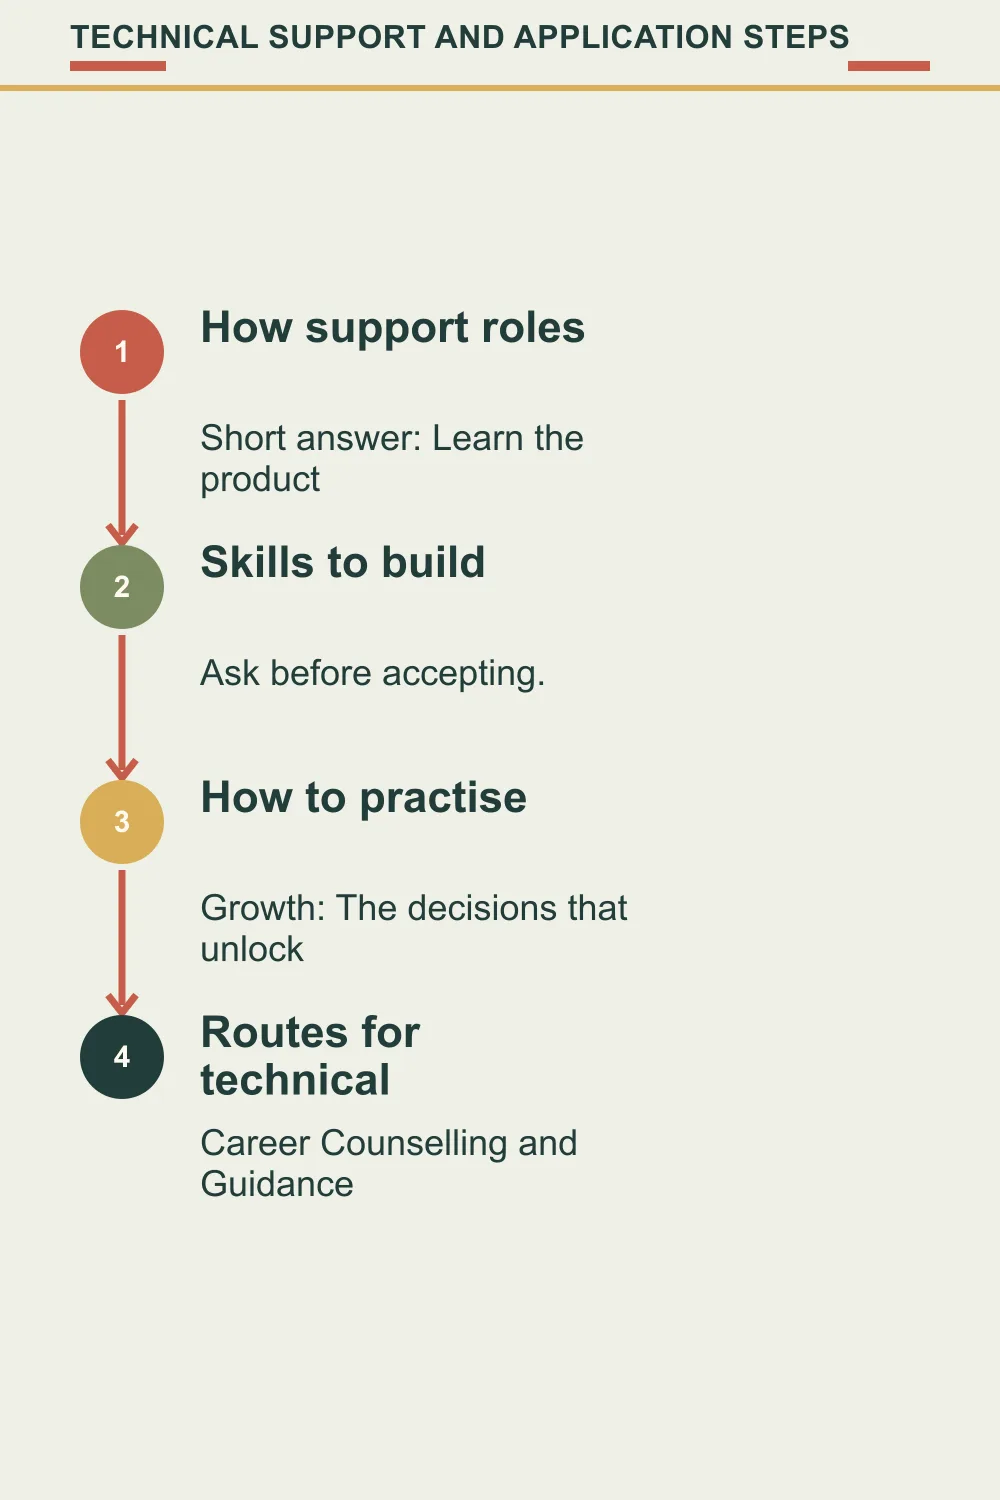 TECHNICAL SUPPORT AND APPLICATION STEPS
1
How support roles
Short answer: Learn the
product
2
Skills to build
Ask before accepting.
3
How to practise
Growth: The decisions that
unlock
4
Routes for
technical
Career Counselling and
Guidance